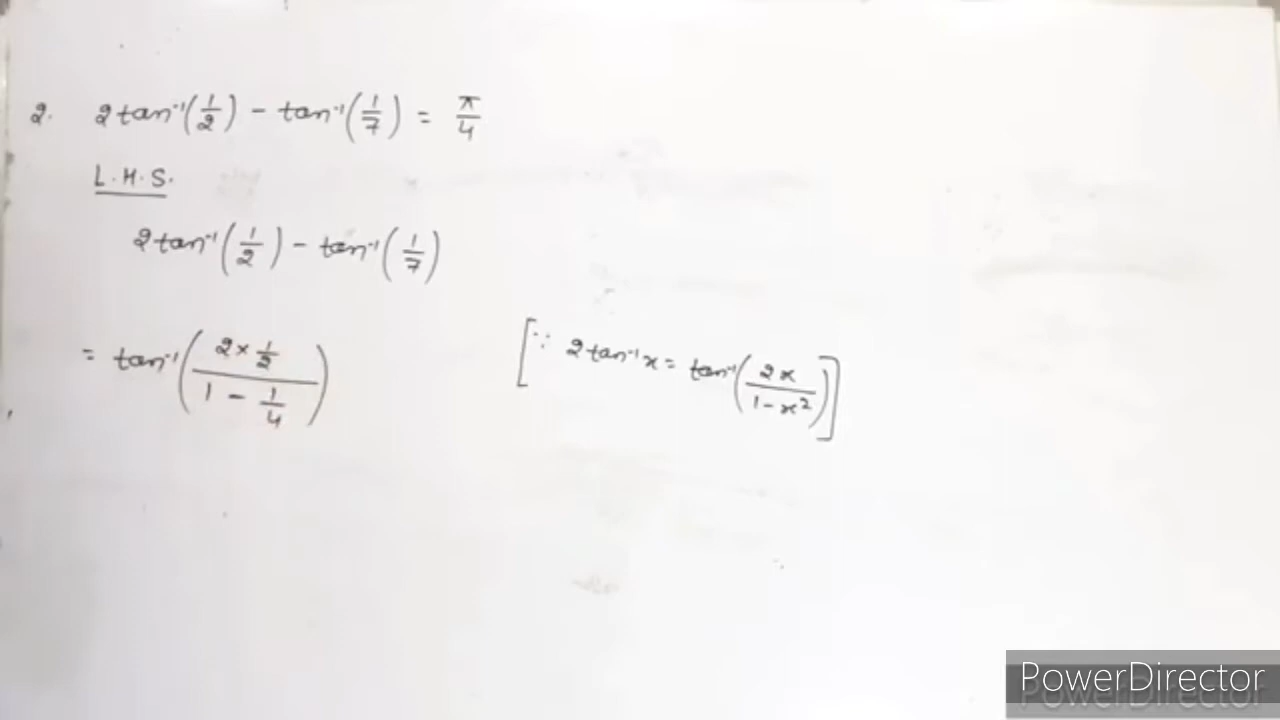 2. 2tan⁻¹(1/2) - tan⁻¹(1/7) = π/4
L.H.S.
2tan⁻¹(1/2) - tan⁻¹(1/7)
= tan⁻¹((2×1/2)/(1 - 1/4)) [∵ 2tan⁻¹x = tan⁻¹(2x/(1-x²))]
PowerDirector